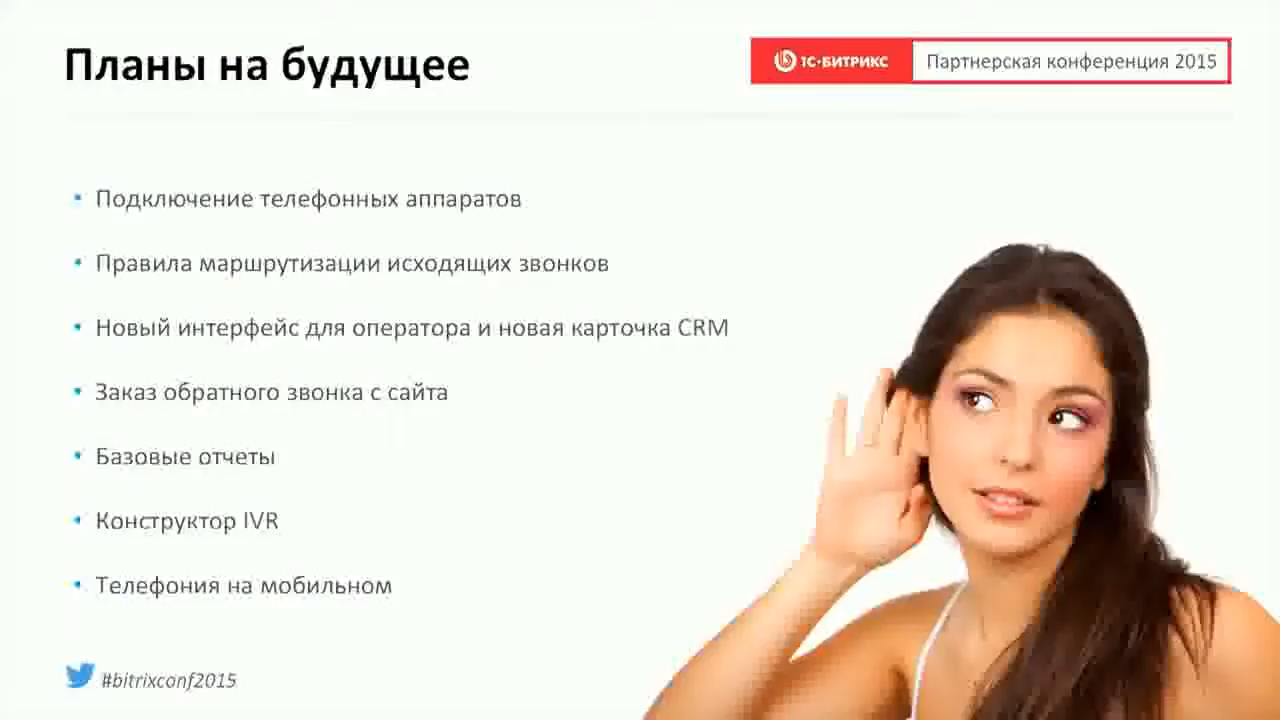 Планы на будущее
1С-БИТРИКС Партнерская конференция 2015
Подключение телефонных аппаратов
Правила маршрутизации исходящих звонков
Новый интерфейс для оператора и новая карточка CRM
Заказ обратного звонка с сайта
Базовые отчеты
Конструктор IVR
Телефония на мобильном
#bitrixconf2015